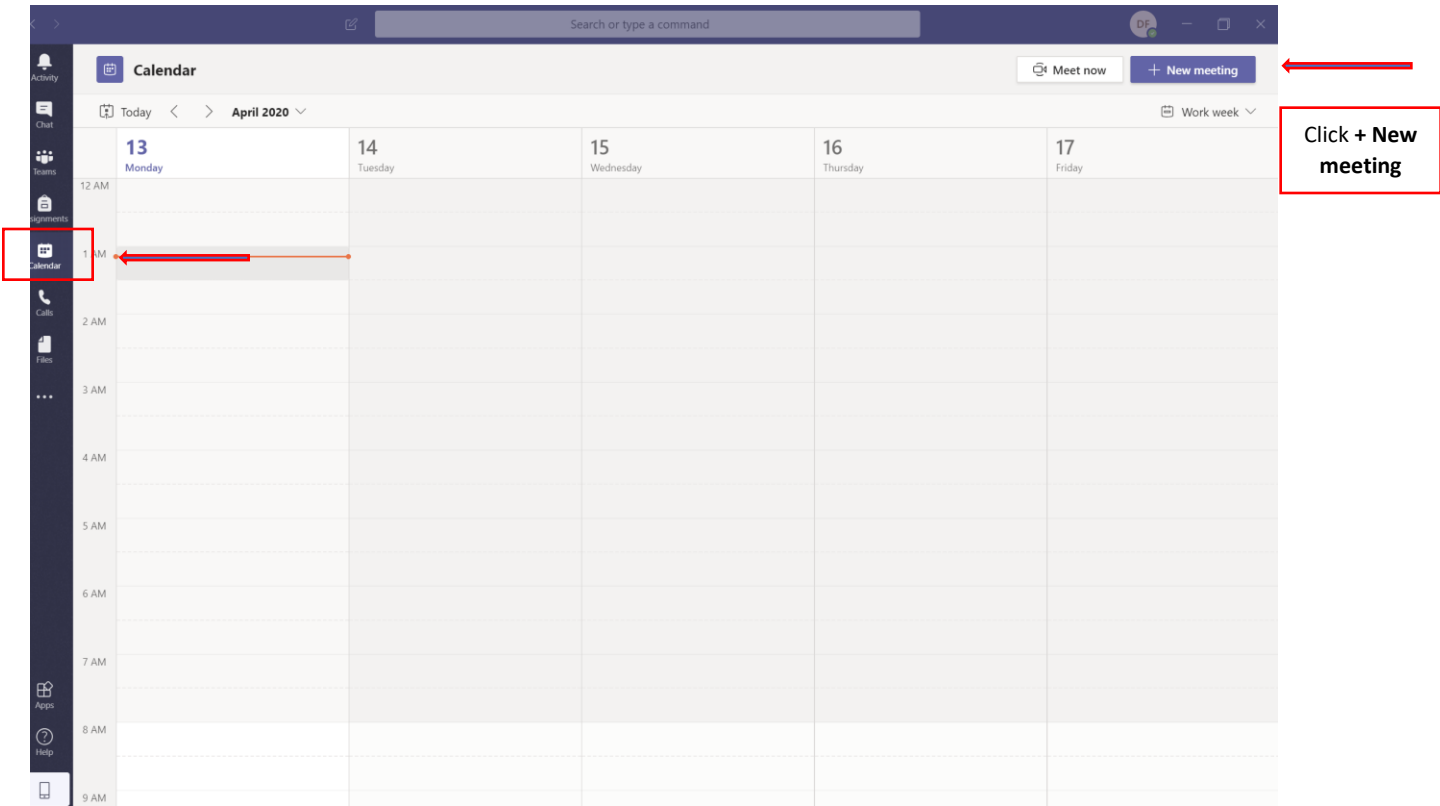 Search or type a command
DF
Activity
Calendar
Meet now
+ New meeting
Chat
Today
April 2020
Work week
Click + New
meeting
Teams
13
Monday
14
Tuesday
15
Wednesday
16
Thursday
17
Friday
12 AM
signments
1 AM
Calendar
Calls
2 AM
Files
3 AM
4 AM
5 AM
6 AM
7 AM
Apps
8 AM
Help
9 AM